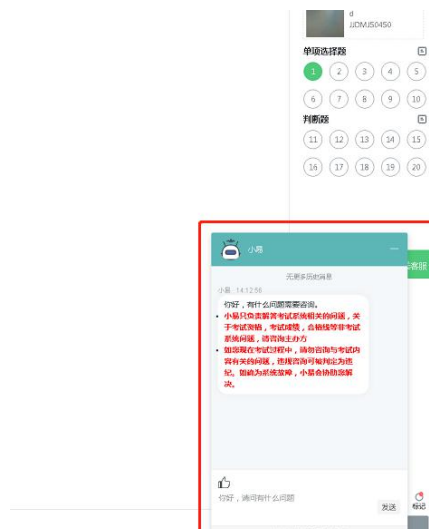 d
JJDMJS0450
单项选择题
1 2 3 4 5
6 7 8 9 10
判断题
11 12 13 14 15
16 17 18 19 20
小易
客服
无更多历史消息
小易 14:12:56
你好，有什么问题需要咨询。
小易只负责解答考试系统相关的问题，关
于考试资格，考试成绩，合格线等非考试
系统问题，请咨询主办方
如您现在考试过程中，请勿咨询与考试内
容有关的问题，违规咨询可被判定为违
纪。如确为系统故障，小易会协助您解
决。
你好，请问有什么问题
发送
标记